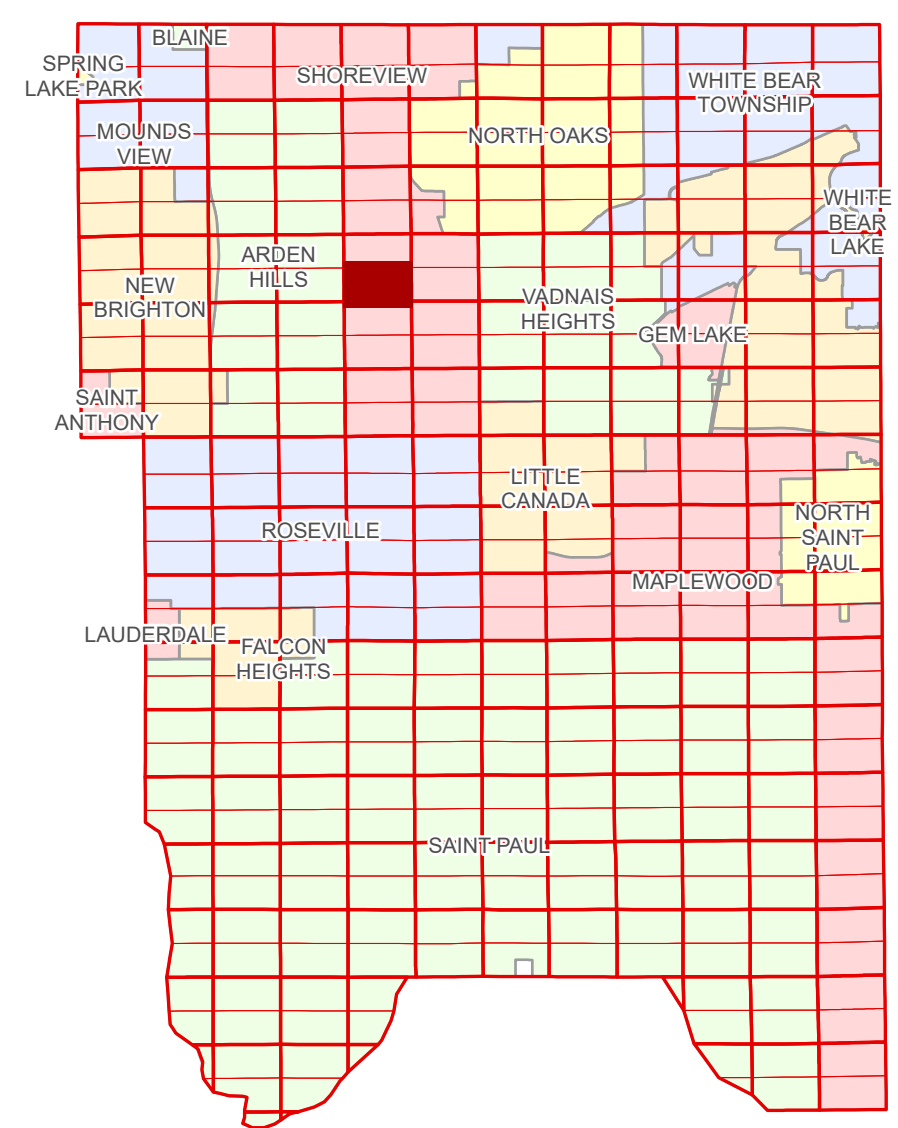 BLAINE
SPRING
LAKE PARK
SHOREVIEW
WHITE BEAR
TOWNSHIP
MOUNDS
VIEW
NORTH OAKS
WHITE
BEAR
LAKE
ARDEN
HILLS
NEW
BRIGHTON
VADNAIS
HEIGHTS
GEM LAKE
SAINT
ANTHONY
LITTLE
CANADA
NORTH
SAINT
PAUL
ROSEVILLE
MAPLEWOOD
LAUDERDALE
FALCON
HEIGHTS
SAINT PAUL